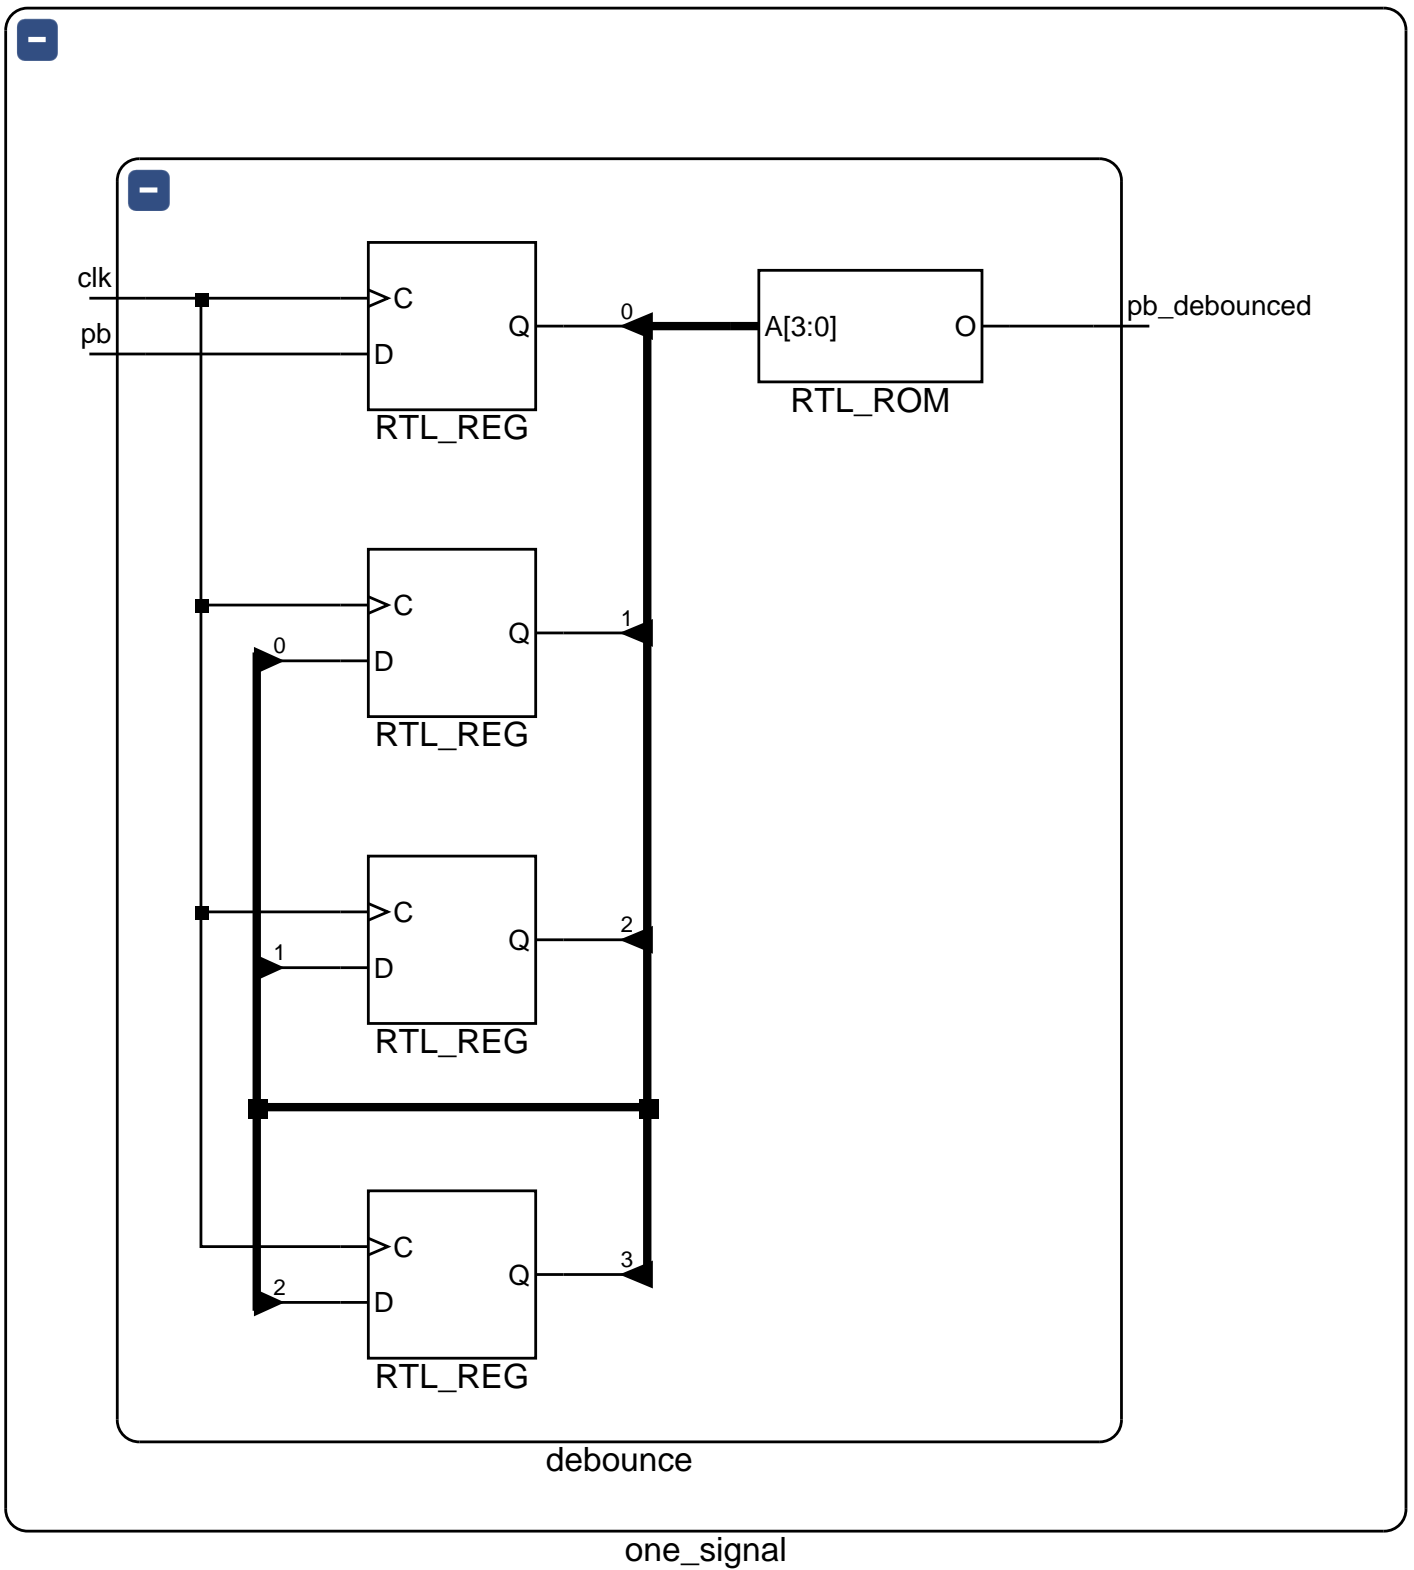 clk
pb
C
D
Q
0
RTL_REG
A[3:0]
O
RTL_ROM
pb_debounced
C
0
D
Q
1
RTL_REG
C
1
D
Q
2
RTL_REG
C
2
D
Q
3
RTL_REG
debounce
one_signal